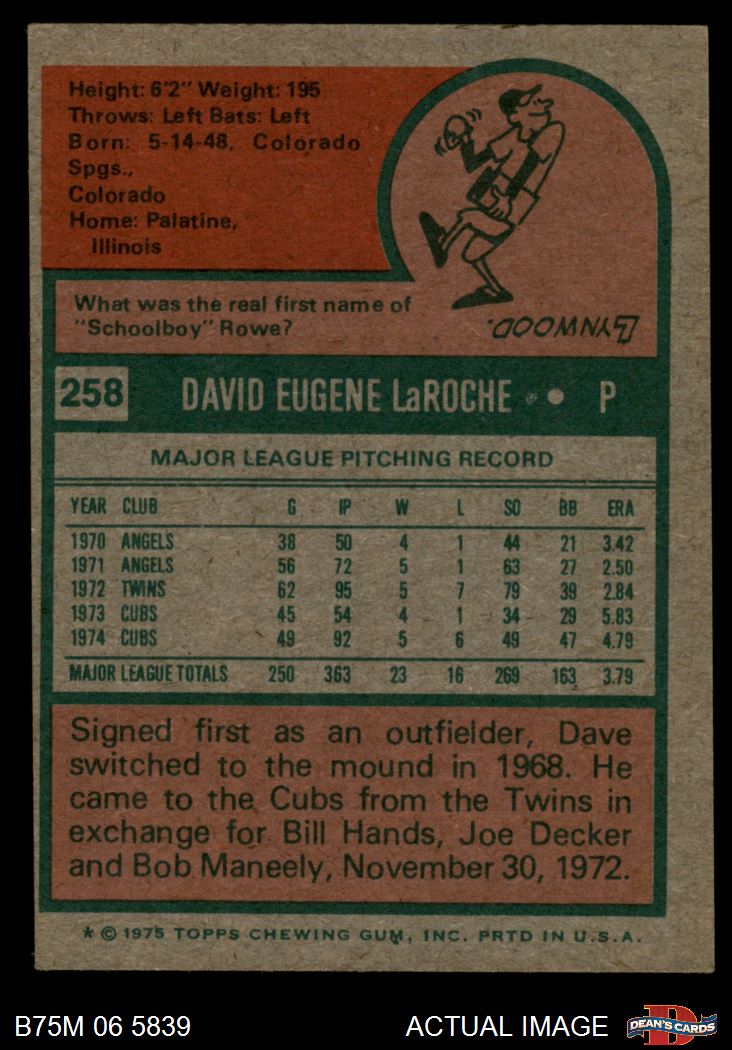 Height: 6'2" Weight: 195
Throws: Left Bats: Left
Born: 5-14-48, Colorado
Spgs.,
Colorado
Home: Palatine,
Illinois
What was the real first name of
"Schoolboy" Rowe?
LYNWOOD.
258 DAVID EUGENE LaROCHE • P
MAJOR LEAGUE PITCHING RECORD
YEAR CLUB G IP W L SO BB ERA
1970 ANGELS 38 50 4 1 44 21 3.42
1971 ANGELS 56 72 5 1 63 27 2.50
1972 TWINS 62 95 5 7 79 39 2.84
1973 CUBS 45 54 4 1 34 29 5.83
1974 CUBS 49 92 5 6 49 47 4.79
MAJOR LEAGUE TOTALS 250 363 23 16 269 163 3.79
Signed first as an outfielder, Dave
switched to the mound in 1968. He
came to the Cubs from the Twins in
exchange for Bill Hands, Joe Decker
and Bob Maneely, November 30, 1972.
* © 1975 TOPPS CHEWING GUM, INC. PRTD IN U.S.A.
B75M 06 5839 ACTUAL IMAGE D DEAN'S CARDS